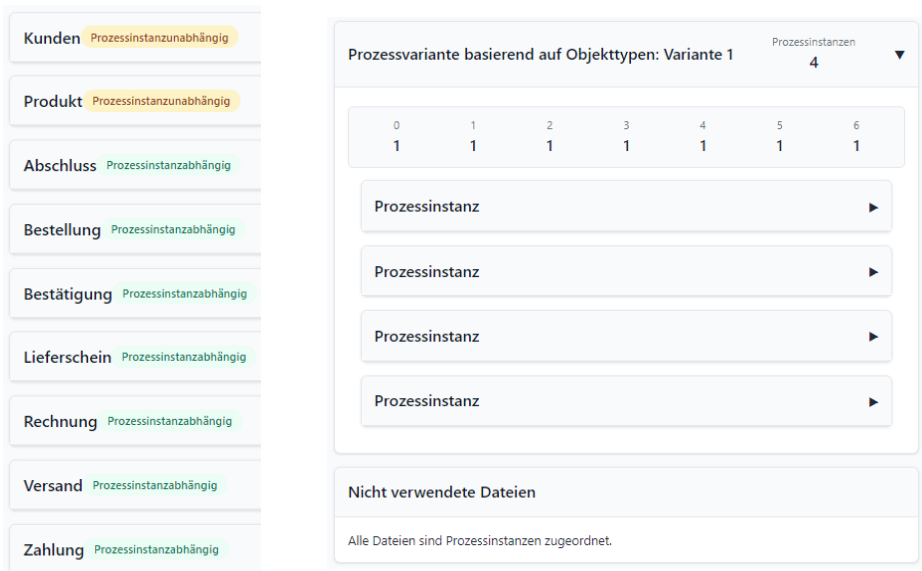 Kunden Prozessinstanzunabhängig
Produkt Prozessinstanzunabhängig
Abschluss Prozessinstanzabhängig
Bestellung Prozessinstanzabhängig
Bestätigung Prozessinstanzabhängig
Lieferschein Prozessinstanzabhängig
Rechnung Prozessinstanzabhängig
Versand Prozessinstanzabhängig
Zahlung Prozessinstanzabhängig
Prozessvariante basierend auf Objekttypen: Variante 1
Prozessinstanzen
4
0 1 2 3 4 5 6
1 1 1 1 1 1 1
Prozessinstanz
Prozessinstanz
Prozessinstanz
Prozessinstanz
Nicht verwendete Dateien
Alle Dateien sind Prozessinstanzen zugeordnet.